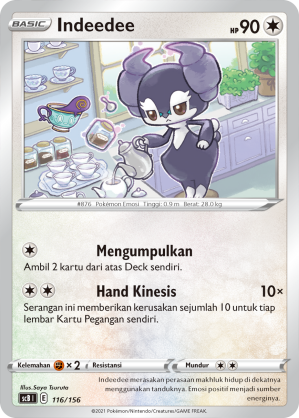 BASIC Indeedee HP 90
#876 Pokémon Emosi Tinggi: 0.9 m Berat: 28.0 kg
Mengumpulkan
Ambil 2 kartu dari atas Deck sendiri.
Hand Kinesis 10×
Serangan ini memberikan kerusakan sejumlah 10 untuk tiap
lembar Kartu Pegangan sendiri.
Kelemahan × 2 Resistansi Mundur
Illus. Saya Tsuruta
E 116/156
Indeedee merasakan perasaan makhluk hidup di dekatnya
menggunakan tanduknya. Emosi positif menjadi sumber
energinya.
©2021 Pokémon/Nintendo/Creatures/GAME FREAK